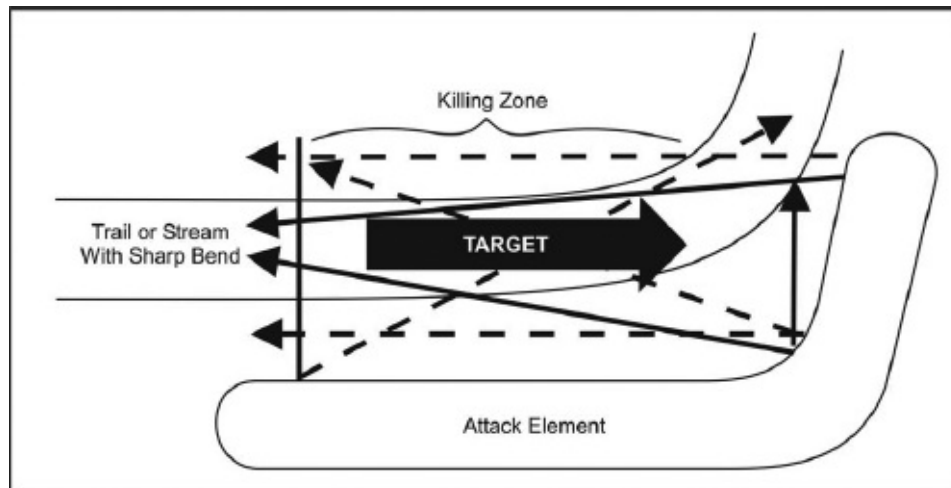 Killing Zone
Trail or Stream
With Sharp Bend
TARGET
Attack Element